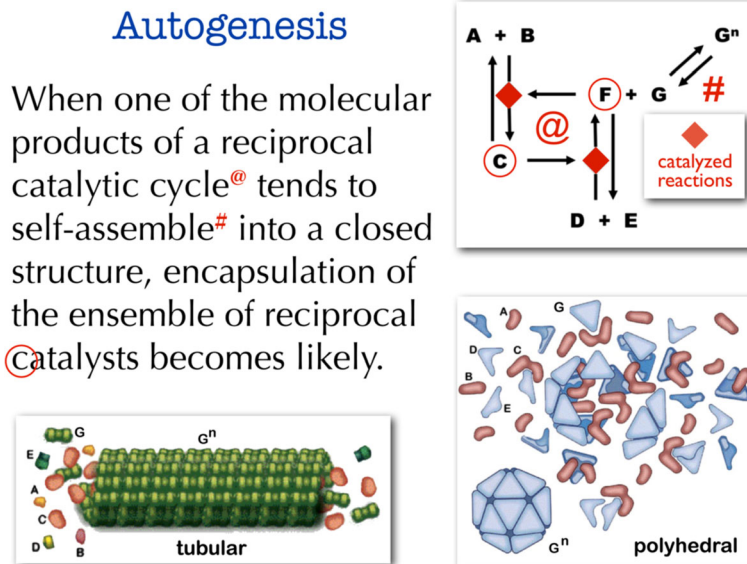 Autogenesis
When one of the molecular
products of a reciprocal
catalytic cycle@ tends to
self-assemble# into a closed
structure, encapsulation of
the ensemble of reciprocal
catalysts becomes likely.
A + B
Gⁿ
F + G
#
@
C
D + E
catalyzed
reactions
G
Gⁿ
E
A
C
D
B
tubular
A
G
D
C
B
E
Gⁿ
polyhedral